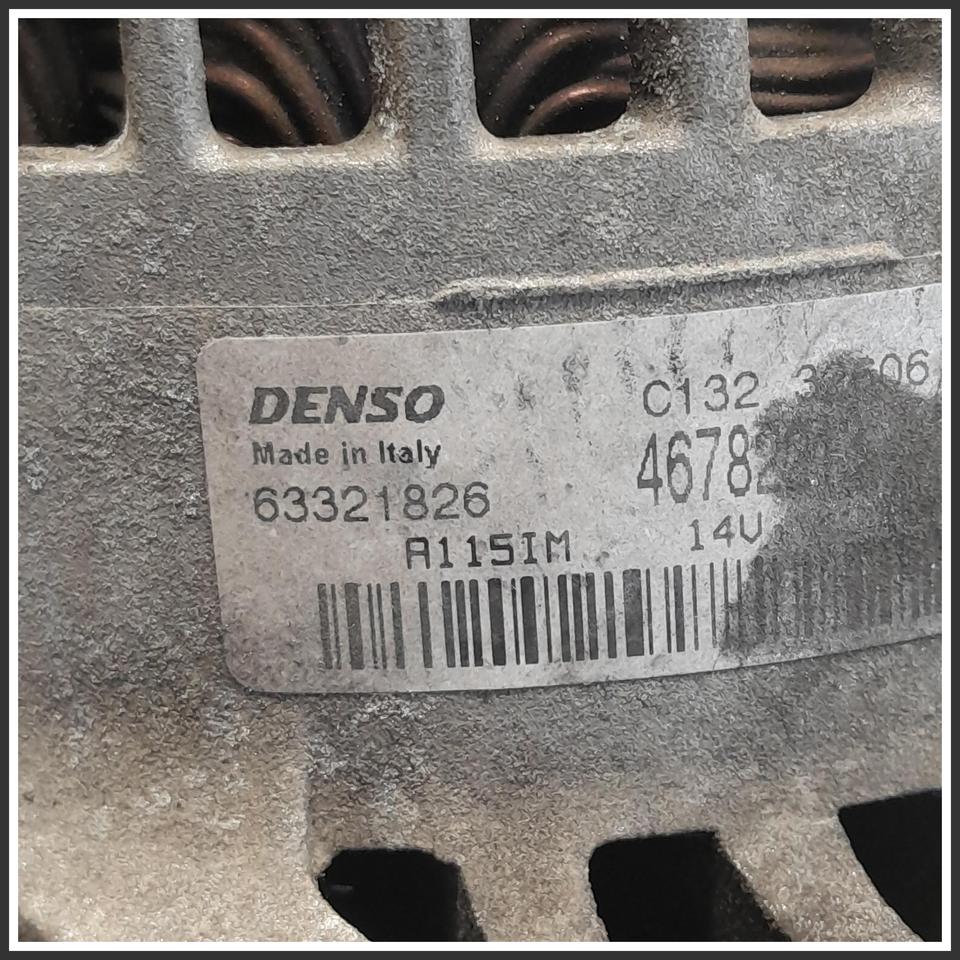 DENSO
Made in Italy
63321826
A115IM
C132
14V